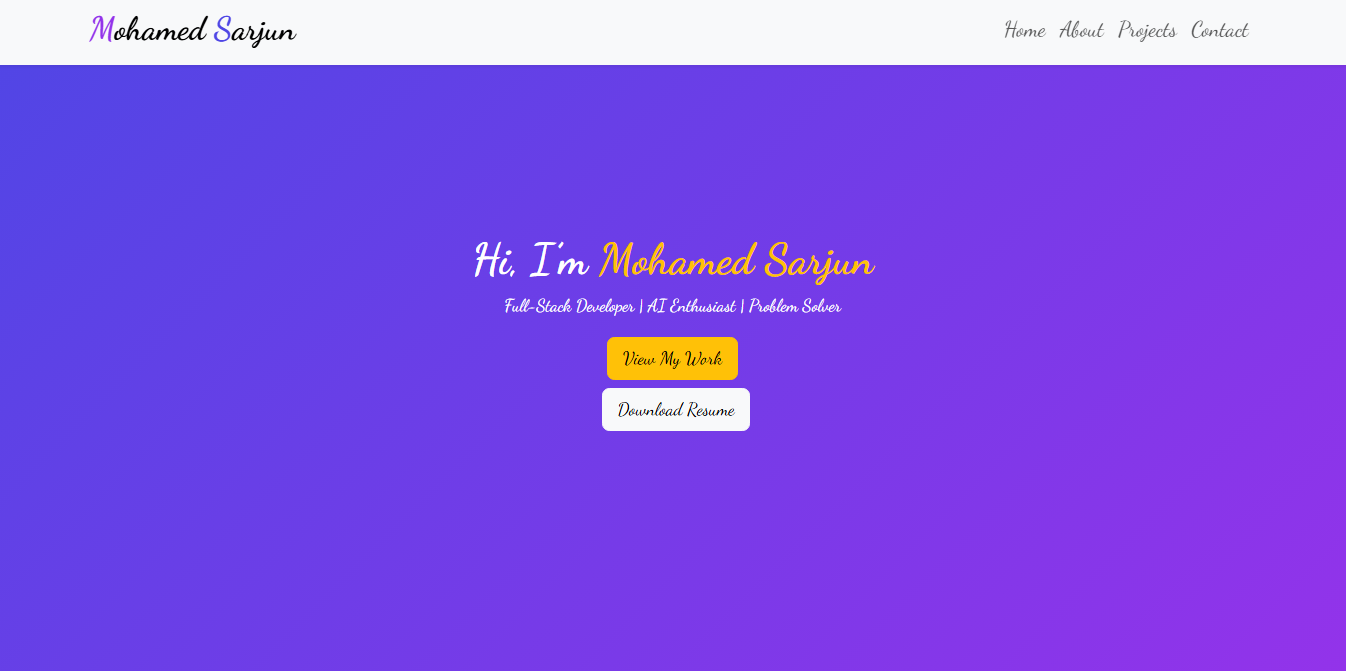 Mohamed Sarjun
Home About Projects Contact
Hi, I'm Mohamed Sarjun
Full-Stack Developer | AI Enthusiast | Problem Solver
View My Work
Download Resume